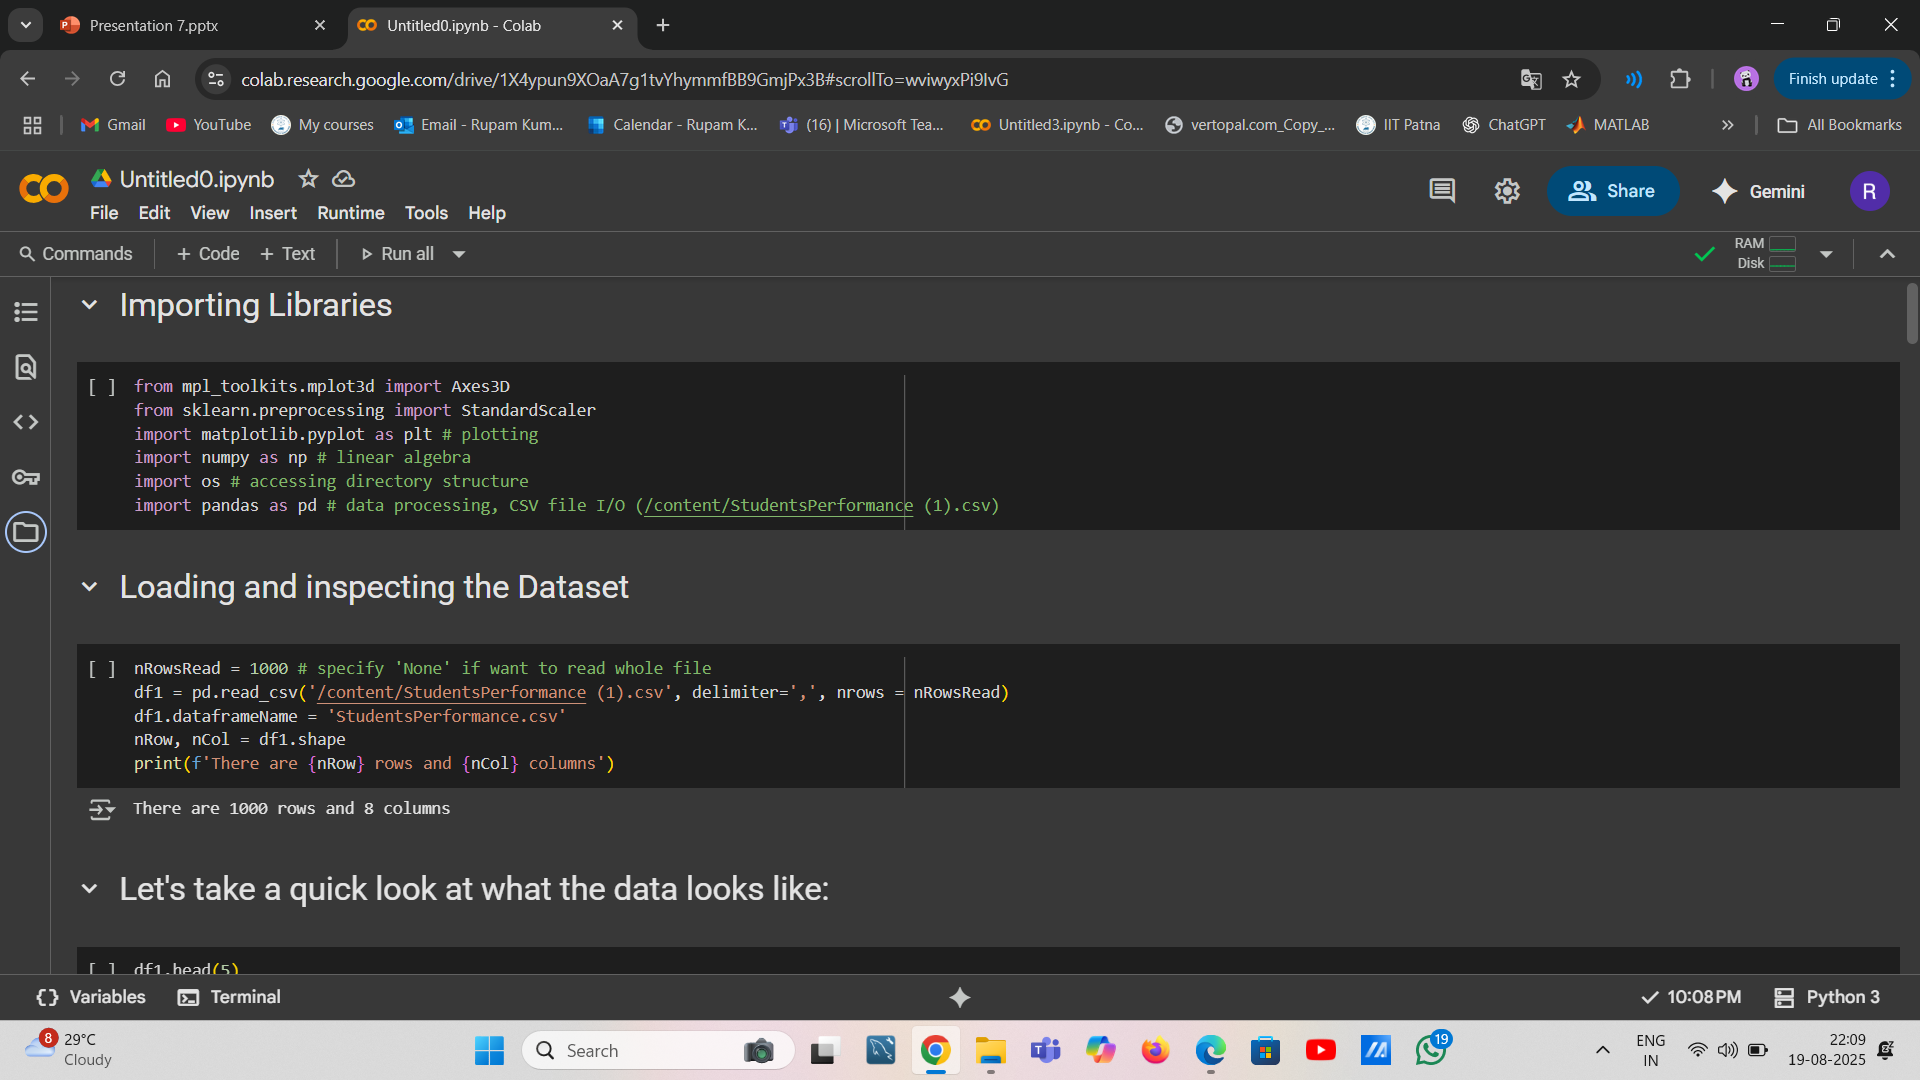 Presentation 7.pptx
Untitled0.ipynb - Colab
colab.research.google.com/drive/1X4ypun9XOaA7g1tvYhymmfBB9GmjPx3B#scrollTo=wviwyxPi9IvG
Finish update
Gmail
YouTube
My courses
Email - Rupam Kum...
Calendar - Rupam K...
(16) | Microsoft Tea...
Untitled3.ipynb - Co...
vertopal.com_Copy_...
IIT Patna
ChatGPT
MATLAB
All Bookmarks
Untitled0.ipynb
File Edit View Insert Runtime Tools Help
Share
Gemini
R
Commands + Code + Text Run all
RAM
Disk
Importing Libraries
[ ] from mpl_toolkits.mplot3d import Axes3D
from sklearn.preprocessing import StandardScaler
import matplotlib.pyplot as plt # plotting
import numpy as np # linear algebra
import os # accessing directory structure
import pandas as pd # data processing, CSV file I/O (/content/StudentsPerformance (1).csv)
Loading and inspecting the Dataset
[ ] nRowsRead = 1000 # specify 'None' if want to read whole file
df1 = pd.read_csv('/content/StudentsPerformance (1).csv', delimiter=',', nrows = nRowsRead)
df1.dataframeName = 'StudentsPerformance.csv'
nRow, nCol = df1.shape
print(f'There are {nRow} rows and {nCol} columns')
There are 1000 rows and 8 columns
Let's take a quick look at what the data looks like:
[ ] df1.head(5)
{} Variables Terminal
10:08 PM Python 3
8
29°C
Cloudy
Search
19
ENG
IN
22:09
19-08-2025